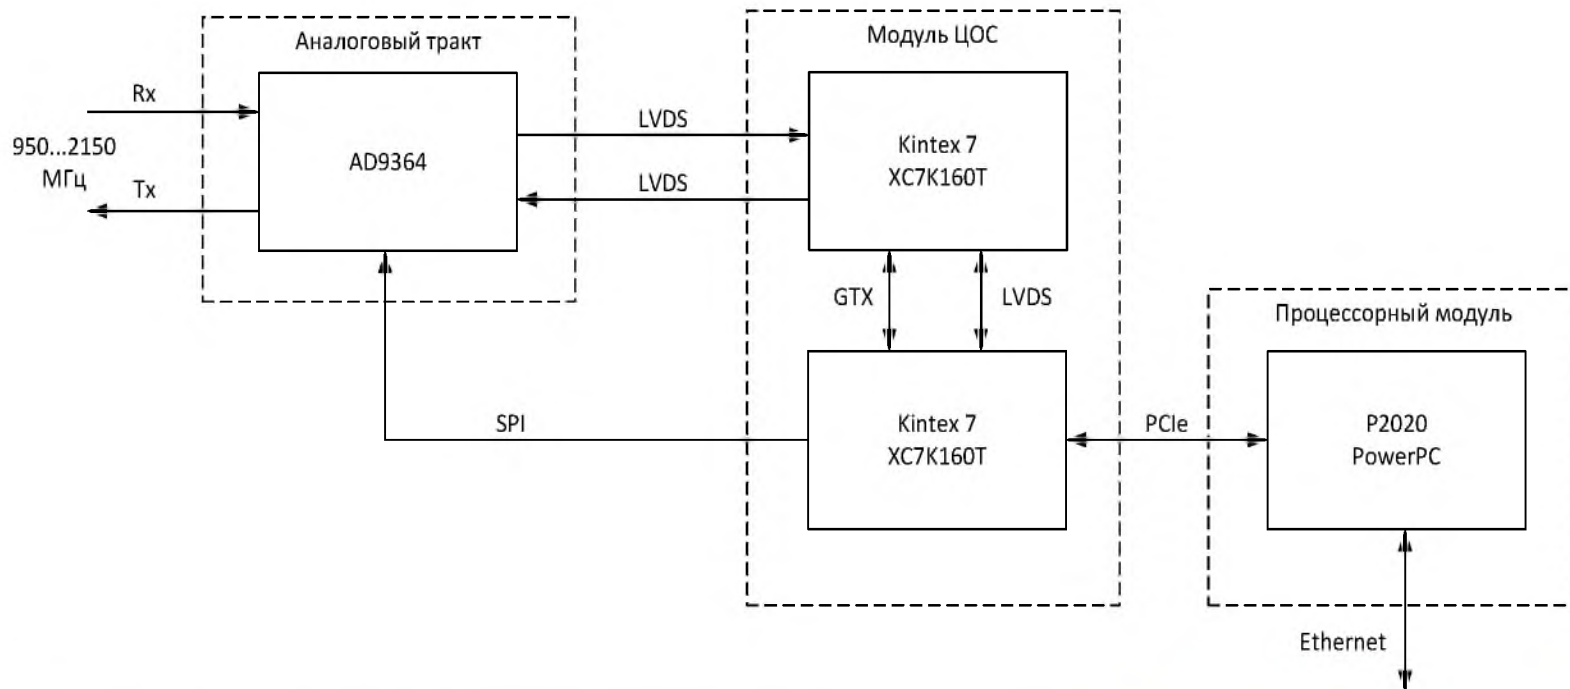 Аналоговый тракт
Модуль ЦОС
Rx
950...2150
МГц
Tx
AD9364
LVDS
LVDS
Kintex 7
XC7K160T
GTX
LVDS
Процессорный модуль
SPI
Kintex 7
XC7K160T
PCIe
P2020
PowerPC
Ethernet